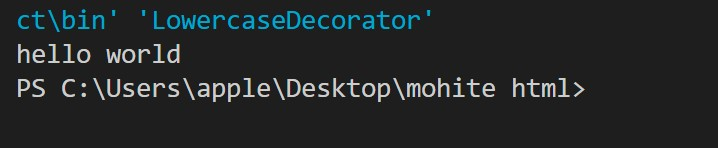 ct\bin' 'LowercaseDecorator'
hello world
PS C:\Users\apple\Desktop\mohite html>